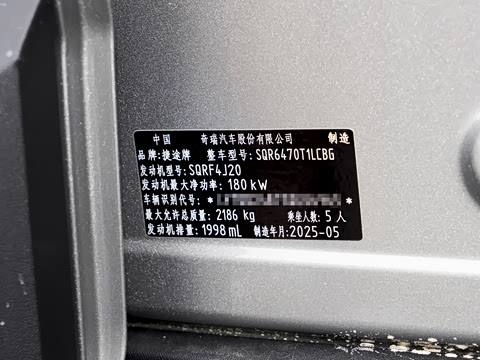 中国 奇瑞汽车股份有限公司 制造
品牌:捷途牌 整车型号:SQR6470T1LCBG
发动机型号:SQRF4J20
发动机最大净功率:180kW
车辆识别代号: * *
最大允许总质量:2186 kg 乘坐人数:5人
发动机排量:1998 mL 制造年月:2025-05